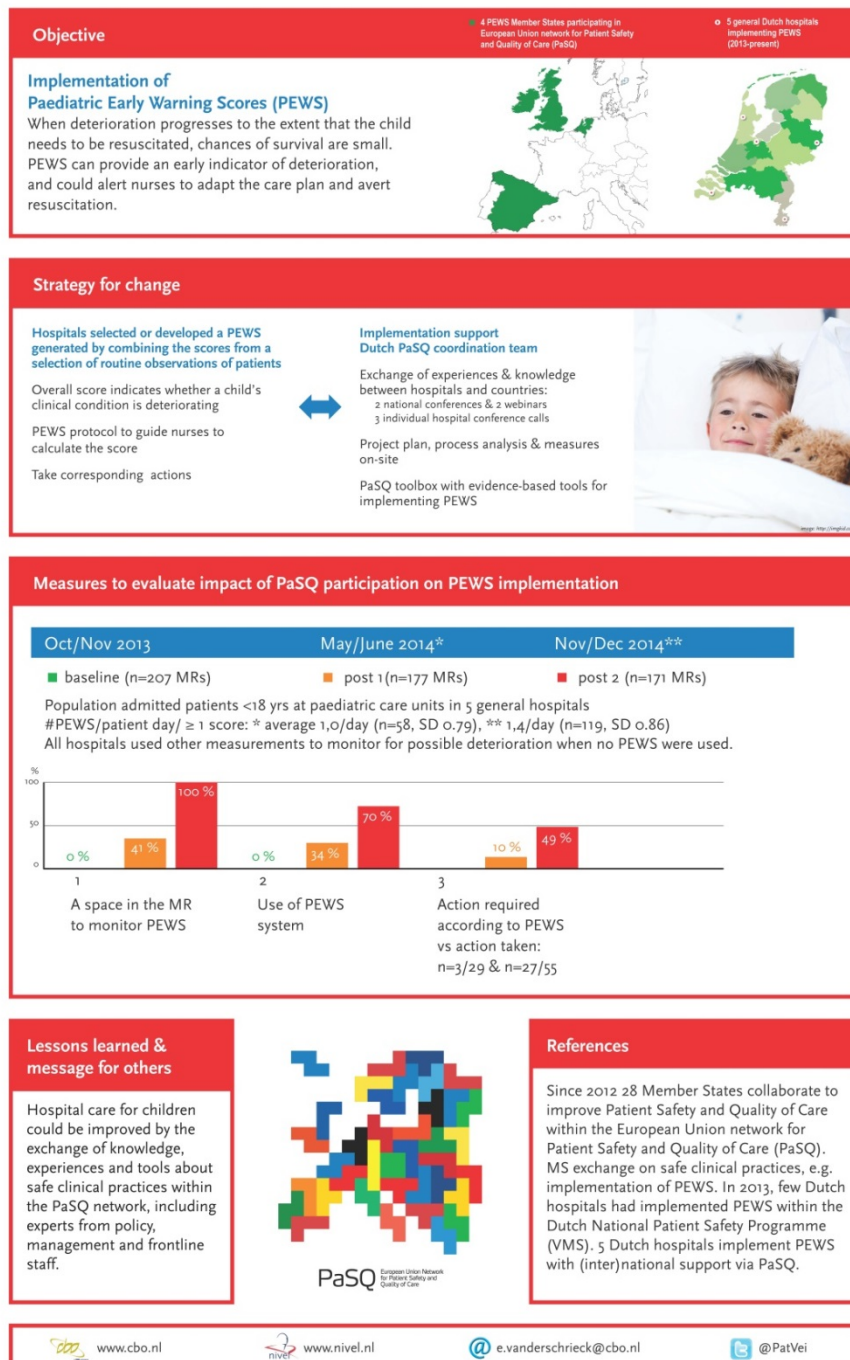 Objective
4 PEWS Member States participating in
European Union network for Patient Safety
and Quality of Care (PaSQ)
5 general Dutch hospitals
implementing PEWS
(2013-present)
Implementation of
Paediatric Early Warning Scores (PEWS)
When deterioration progresses to the extent that the child
needs to be resuscitated, chances of survival are small.
PEWS can provide an early indicator of deterioration,
and could alert nurses to adapt the care plan and avert
resuscitation.
Strategy for change
Hospitals selected or developed a PEWS
generated by combining the scores from a
selection of routine observations of patients
Overall score indicates whether a child's
clinical condition is deteriorating
PEWS protocol to guide nurses to
calculate the score
Take corresponding actions
Implementation support
Dutch PaSQ coordination team
Exchange of experiences & knowledge
between hospitals and countries:
2 national conferences & 2 webinars
3 individual hospital conference calls
Project plan, process analysis & measures
on-site
PaSQ toolbox with evidence-based tools for
implementing PEWS
Measures to evaluate impact of PaSQ participation on PEWS implementation
Oct/Nov 2013 May/June 2014* Nov/Dec 2014**
baseline (n=207 MRs) post 1(n=177 MRs) post 2 (n=171 MRs)
Population admitted patients <18 yrs at paediatric care units in 5 general hospitals
#PEWS/patient day/ ≥ 1 score: * average 1,0/day (n=58, SD 0.79), ** 1,4/day (n=119, SD 0.86)
All hospitals used other measurements to monitor for possible deterioration when no PEWS were used.
%
100
50
0
0 % 41 % 100 %
0 % 34 % 70 %
10 % 49 %
1
A space in the MR
to monitor PEWS
2
Use of PEWS
system
3
Action required
according to PEWS
vs action taken:
n=3/29 & n=27/55
Lessons learned &
message for others
Hospital care for children
could be improved by the
exchange of knowledge,
experiences and tools about
safe clinical practices within
the PaSQ network, including
experts from policy,
management and frontline
staff.
PaSQ
European Union Network
for Patient Safety and
Quality of Care
References
Since 2012 28 Member States collaborate to
improve Patient Safety and Quality of Care
within the European Union network for
Patient Safety and Quality of Care (PaSQ).
MS exchange on safe clinical practices, e.g.
implementation of PEWS. In 2013, few Dutch
hospitals had implemented PEWS within the
Dutch National Patient Safety Programme
(VMS). 5 Dutch hospitals implement PEWS
with (inter)national support via PaSQ.
cbo www.cbo.nl
nivel www.nivel.nl
@ e.vanderschrieck@cbo.nl
@PatVei